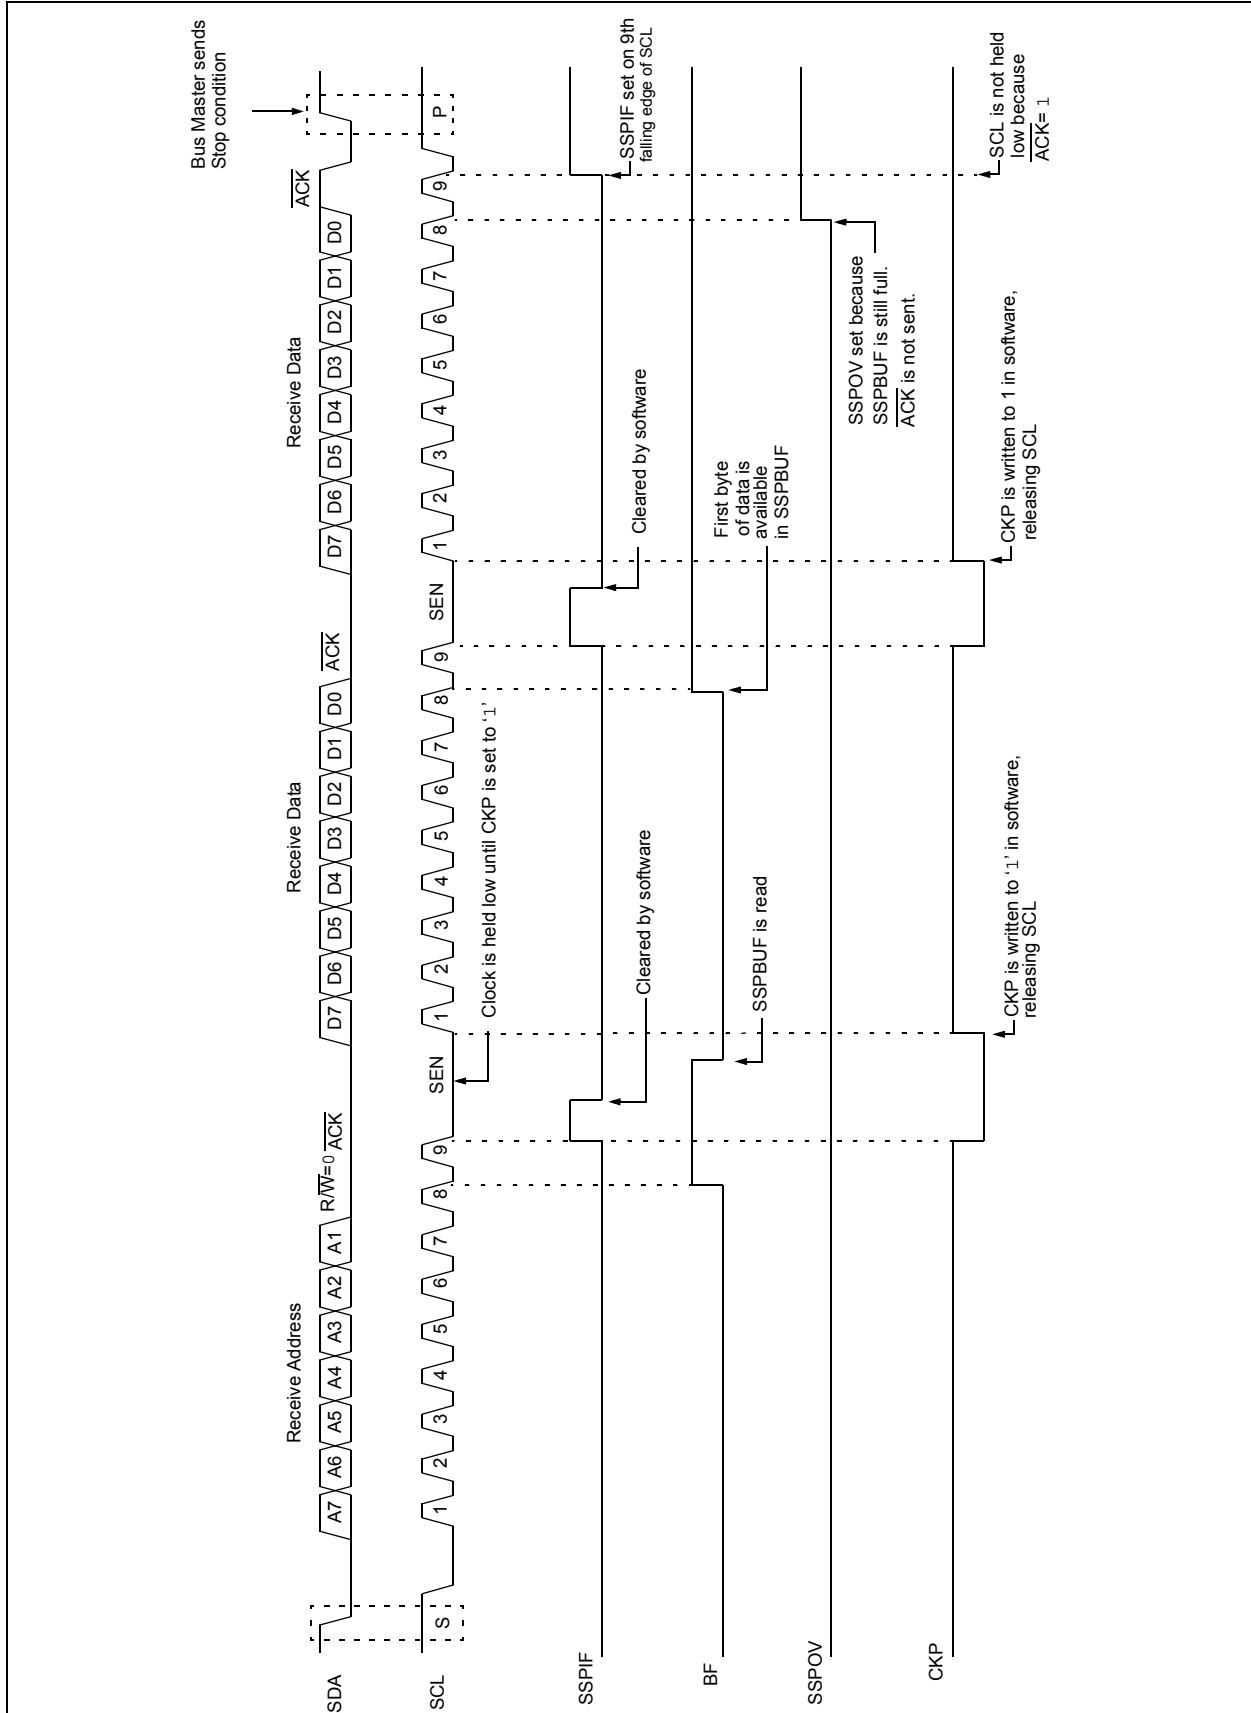 Bus Master sends
Stop condition
Receive Address
Receive Data
Receive Data
SDA
A7 A6 A5 A4 A3 A2 A1
R/W̅=0 A̅C̅K̅
D7 D6 D5 D4 D3 D2 D1 D0
A̅C̅K̅
D7 D6 D5 D4 D3 D2 D1 D0
A̅C̅K̅
SCL
S
1 2 3 4 5 6 7 8 9
SEN
1 2 3 4 5 6 7 8 9
SEN
1 2 3 4 5 6 7 8 9
P
Clock is held low until CKP is set to ‘1’
SSPIF
Cleared by software
Cleared by software
SSPIF set on 9th
falling edge of SCL
BF
SSPBUF is read
First byte
of data is
available
in SSPBUF
SSPOV
SSPOV set because
SSPBUF is still full.
A̅C̅K̅ is not sent.
CKP
CKP is written to ‘1’ in software,
releasing SCL
CKP is written to 1 in software,
releasing SCL
SCL is not held
low because
A̅C̅K̅= 1